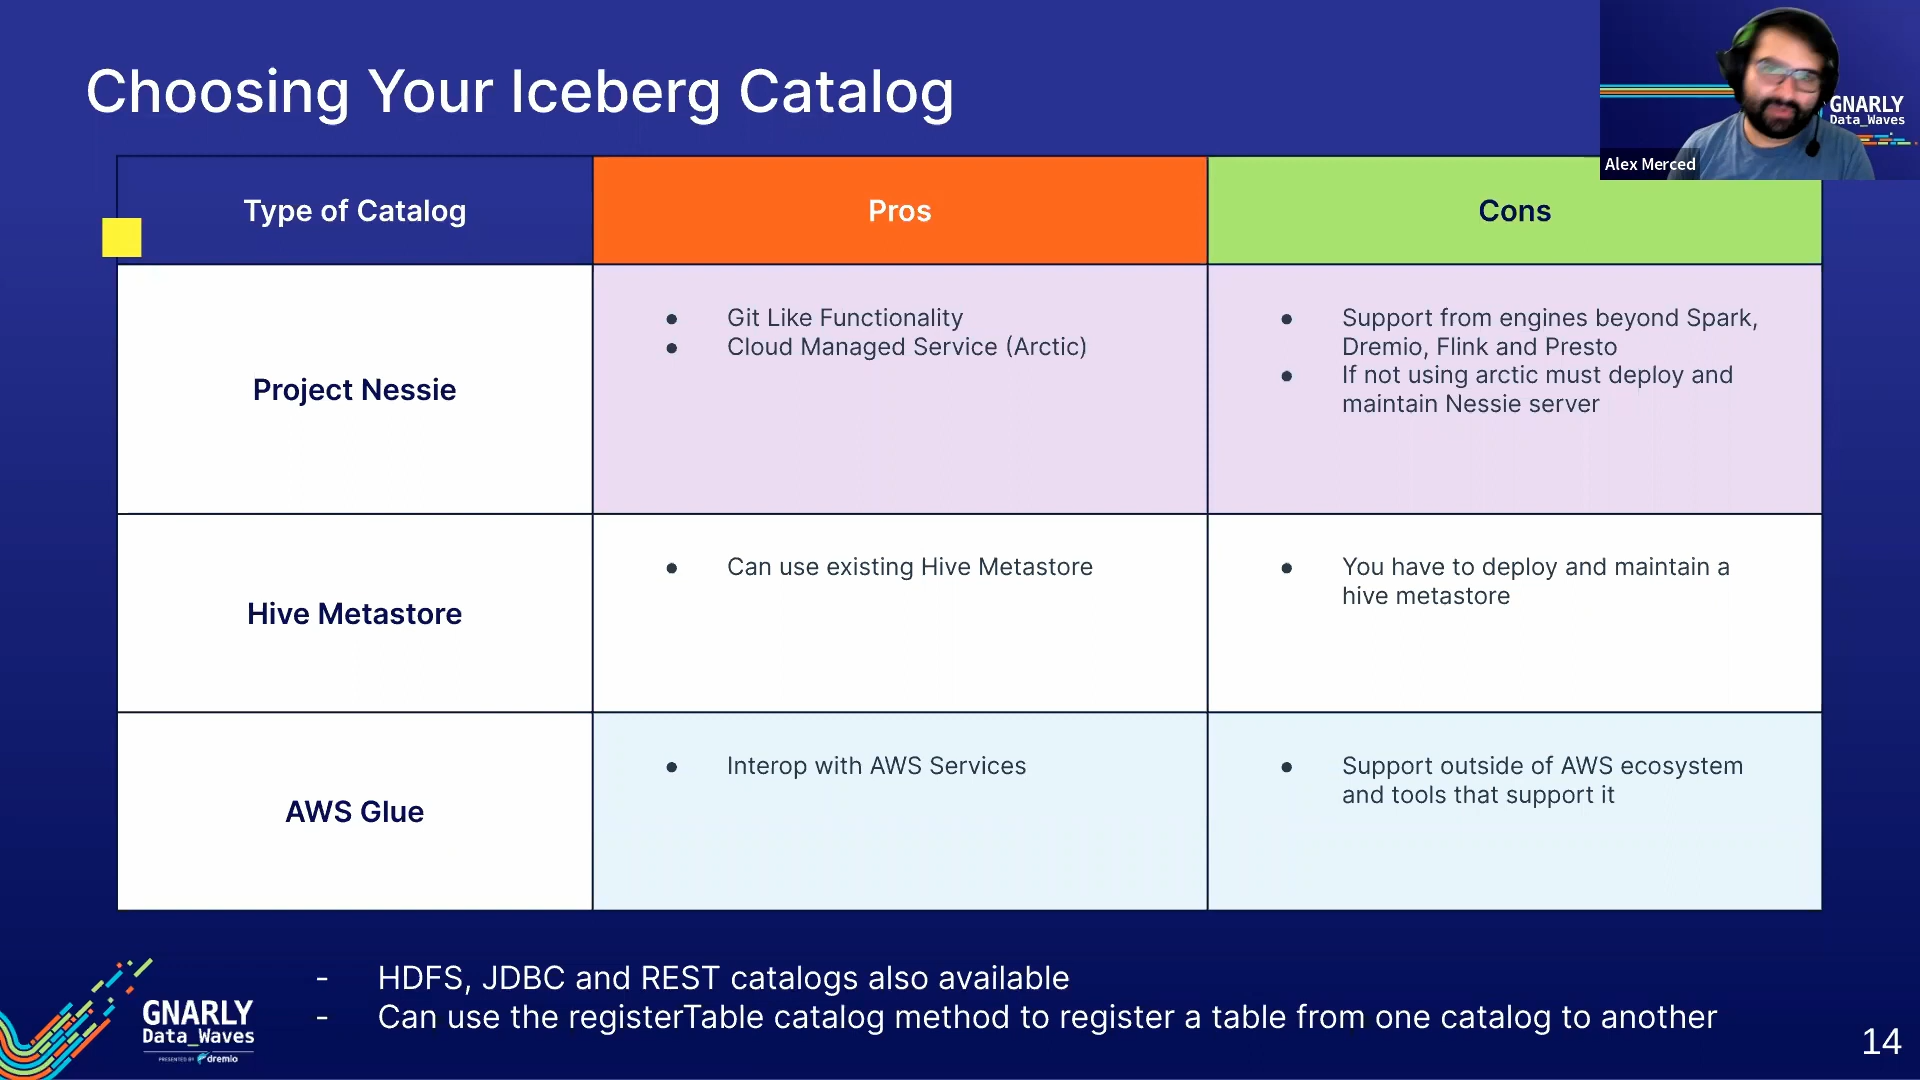 Choosing Your Iceberg Catalog
GNARLY
Data_Waves
Alex Merced
Type of Catalog
Pros
Cons
Project Nessie
● Git Like Functionality
● Cloud Managed Service (Arctic)
● Support from engines beyond Spark,
Dremio, Flink and Presto
● If not using arctic must deploy and
maintain Nessie server
Hive Metastore
● Can use existing Hive Metastore
● You have to deploy and maintain a
hive metastore
AWS Glue
● Interop with AWS Services
● Support outside of AWS ecosystem
and tools that support it
- HDFS, JDBC and REST catalogs also available
- Can use the registerTable catalog method to register a table from one catalog to another
GNARLY
Data_Waves
PRESENTED BY dremio
14